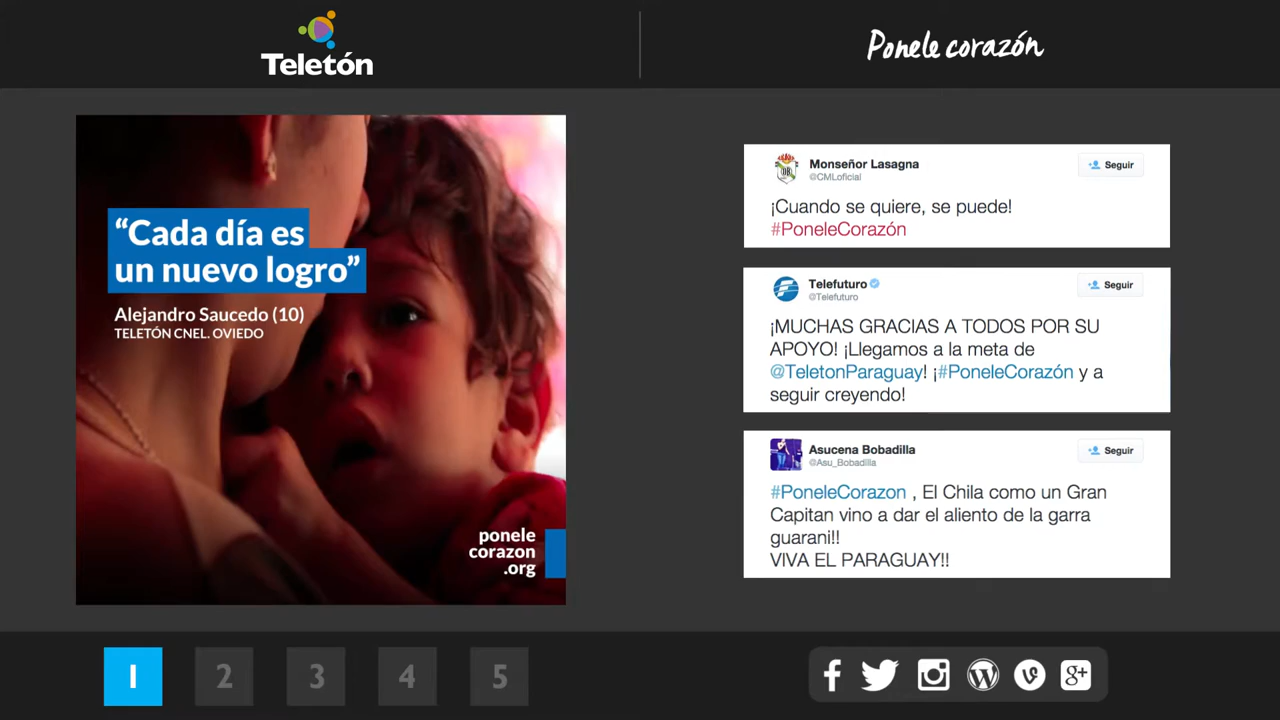 Teletón
Ponele corazón
“Cada día es
un nuevo logro”
Alejandro Saucedo (10)
TELETÓN CNEL. OVIEDO
ponele
corazon
.org
Monseñor Lasagna
@CMLoficial
Seguir
¡Cuando se quiere, se puede!
#PoneleCorazón
Telefuturo
@Telefuturo
Seguir
¡MUCHAS GRACIAS A TODOS POR SU
APOYO! ¡Llegamos a la meta de
@TeletonParaguay! ¡#PoneleCorazón y a
seguir creyendo!
Asucena Bobadilla
@Asu_Bobadilla
Seguir
#PoneleCorazon , El Chila como un Gran
Capitan vino a dar el aliento de la garra
guarani!!
VIVA EL PARAGUAY!!
1 2 3 4 5